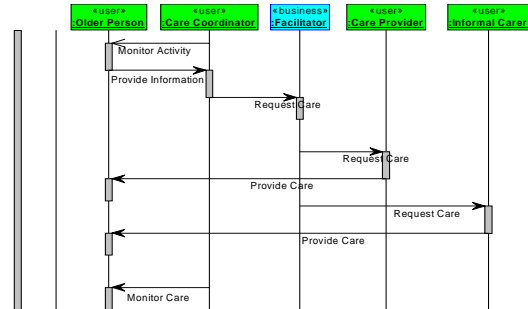 «user»
:Older Person
«user»
:Care Coordinator
«business»
:Facilitator
«user»
:Care Provider
«user»
:Informal Carer
Monitor Activity
Provide Information
Request Care
Request Care
Provide Care
Request Care
Provide Care
Monitor Care